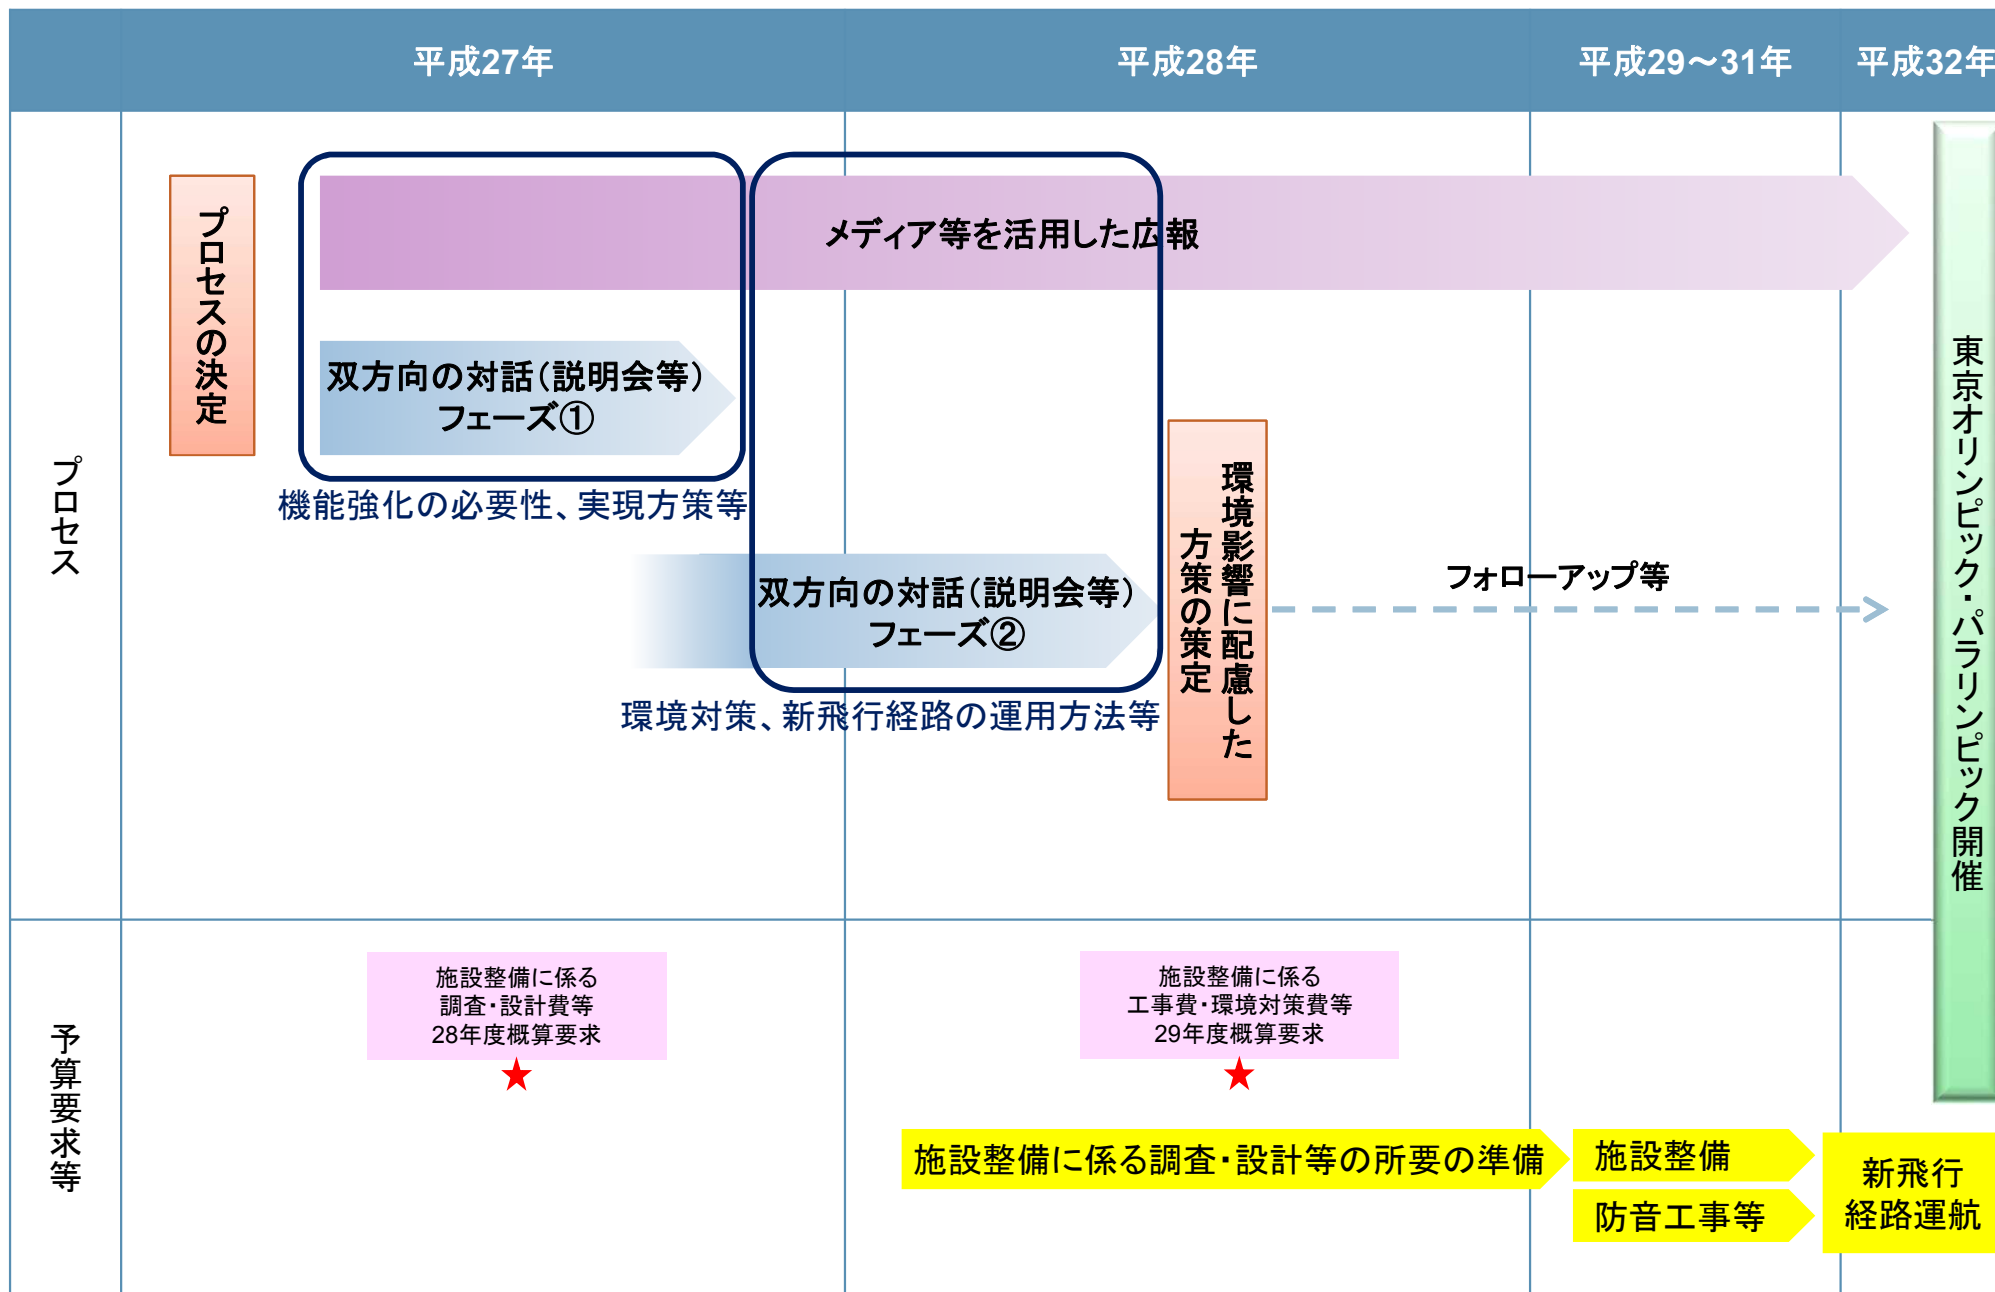 平成27年
平成28年
平成29～31年
平成32年
プロセス
プロセスの決定
メディア等を活用した広報
双方向の対話（説明会等）
フェーズ①
機能強化の必要性、実現方策等
双方向の対話（説明会等）
フェーズ②
環境対策、新飛行経路の運用方法等
環境影響に配慮した
方策の策定
フォローアップ等
東京オリンピック・パラリンピック開催
予算要求等
施設整備に係る
調査・設計費等
28年度概算要求
★
施設整備に係る
工事費・環境対策費等
29年度概算要求
★
施設整備に係る調査・設計等の所要の準備
施設整備
防音工事等
新飛行
経路運航